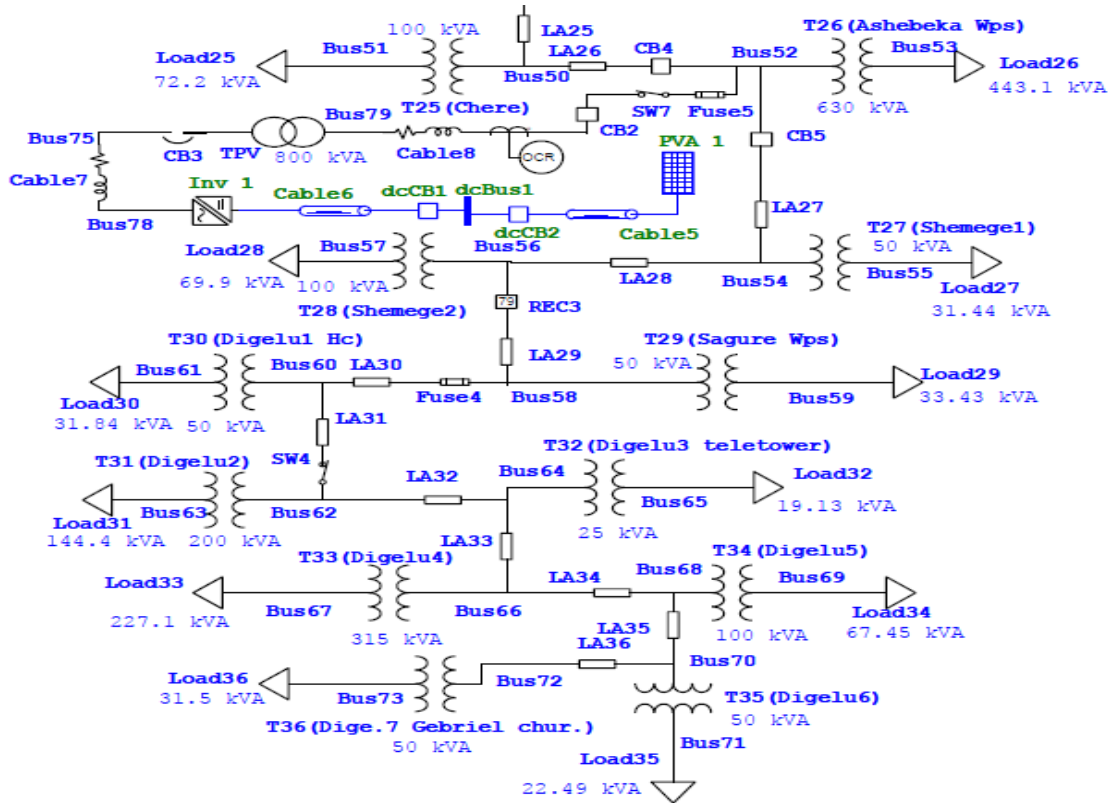 100 kVA
LA25
Bus51
LA26
CB4
T26(Ashebeka Wps)
Load25
Bus50
Bus52
Bus53
Load26
72.2 kVA
443.1 kVA
T25(Chere)
SW7
Fuse5
630 kVA
Bus79
CB2
CB5
Bus75
CB3
TPV
800 kVA
Cable8
OCR
PVA 1
Cable7
Inv 1
Cable6
dcCB1
dcBus1
LA27
Bus78
dcCB2
Cable5
T27(Shemege1)
Load28
Bus57
Bus56
50 kVA
LA28
Bus54
Bus55
69.9 kVA
100 kVA
Load27
T28(Shemege2)
79
REC3
31.44 kVA
T30(Digelu1 Hc)
T29(Sagure Wps)
Bus61
Bus60
LA30
LA29
50 kVA
Load29
Load30
Fuse4
Bus58
Bus59
33.43 kVA
31.84 kVA
50 kVA
LA31
T32(Digelu3 teletower)
T31(Digelu2)
SW4
LA32
Bus64
Load32
Bus63
Bus62
Bus65
19.13 kVA
Load31
144.4 kVA
200 kVA
25 kVA
LA33
T33(Digelu4)
T34(Digelu5)
Load33
LA34
Bus68
Bus69
Bus67
Bus66
Load34
227.1 kVA
315 kVA
LA35
100 kVA
67.45 kVA
LA36
Load36
Bus70
31.5 kVA
Bus73
Bus72
T35(Digelu6)
T36(Dige.7 Gebriel chur.)
50 kVA
50 kVA
Bus71
Load35
22.49 kVA